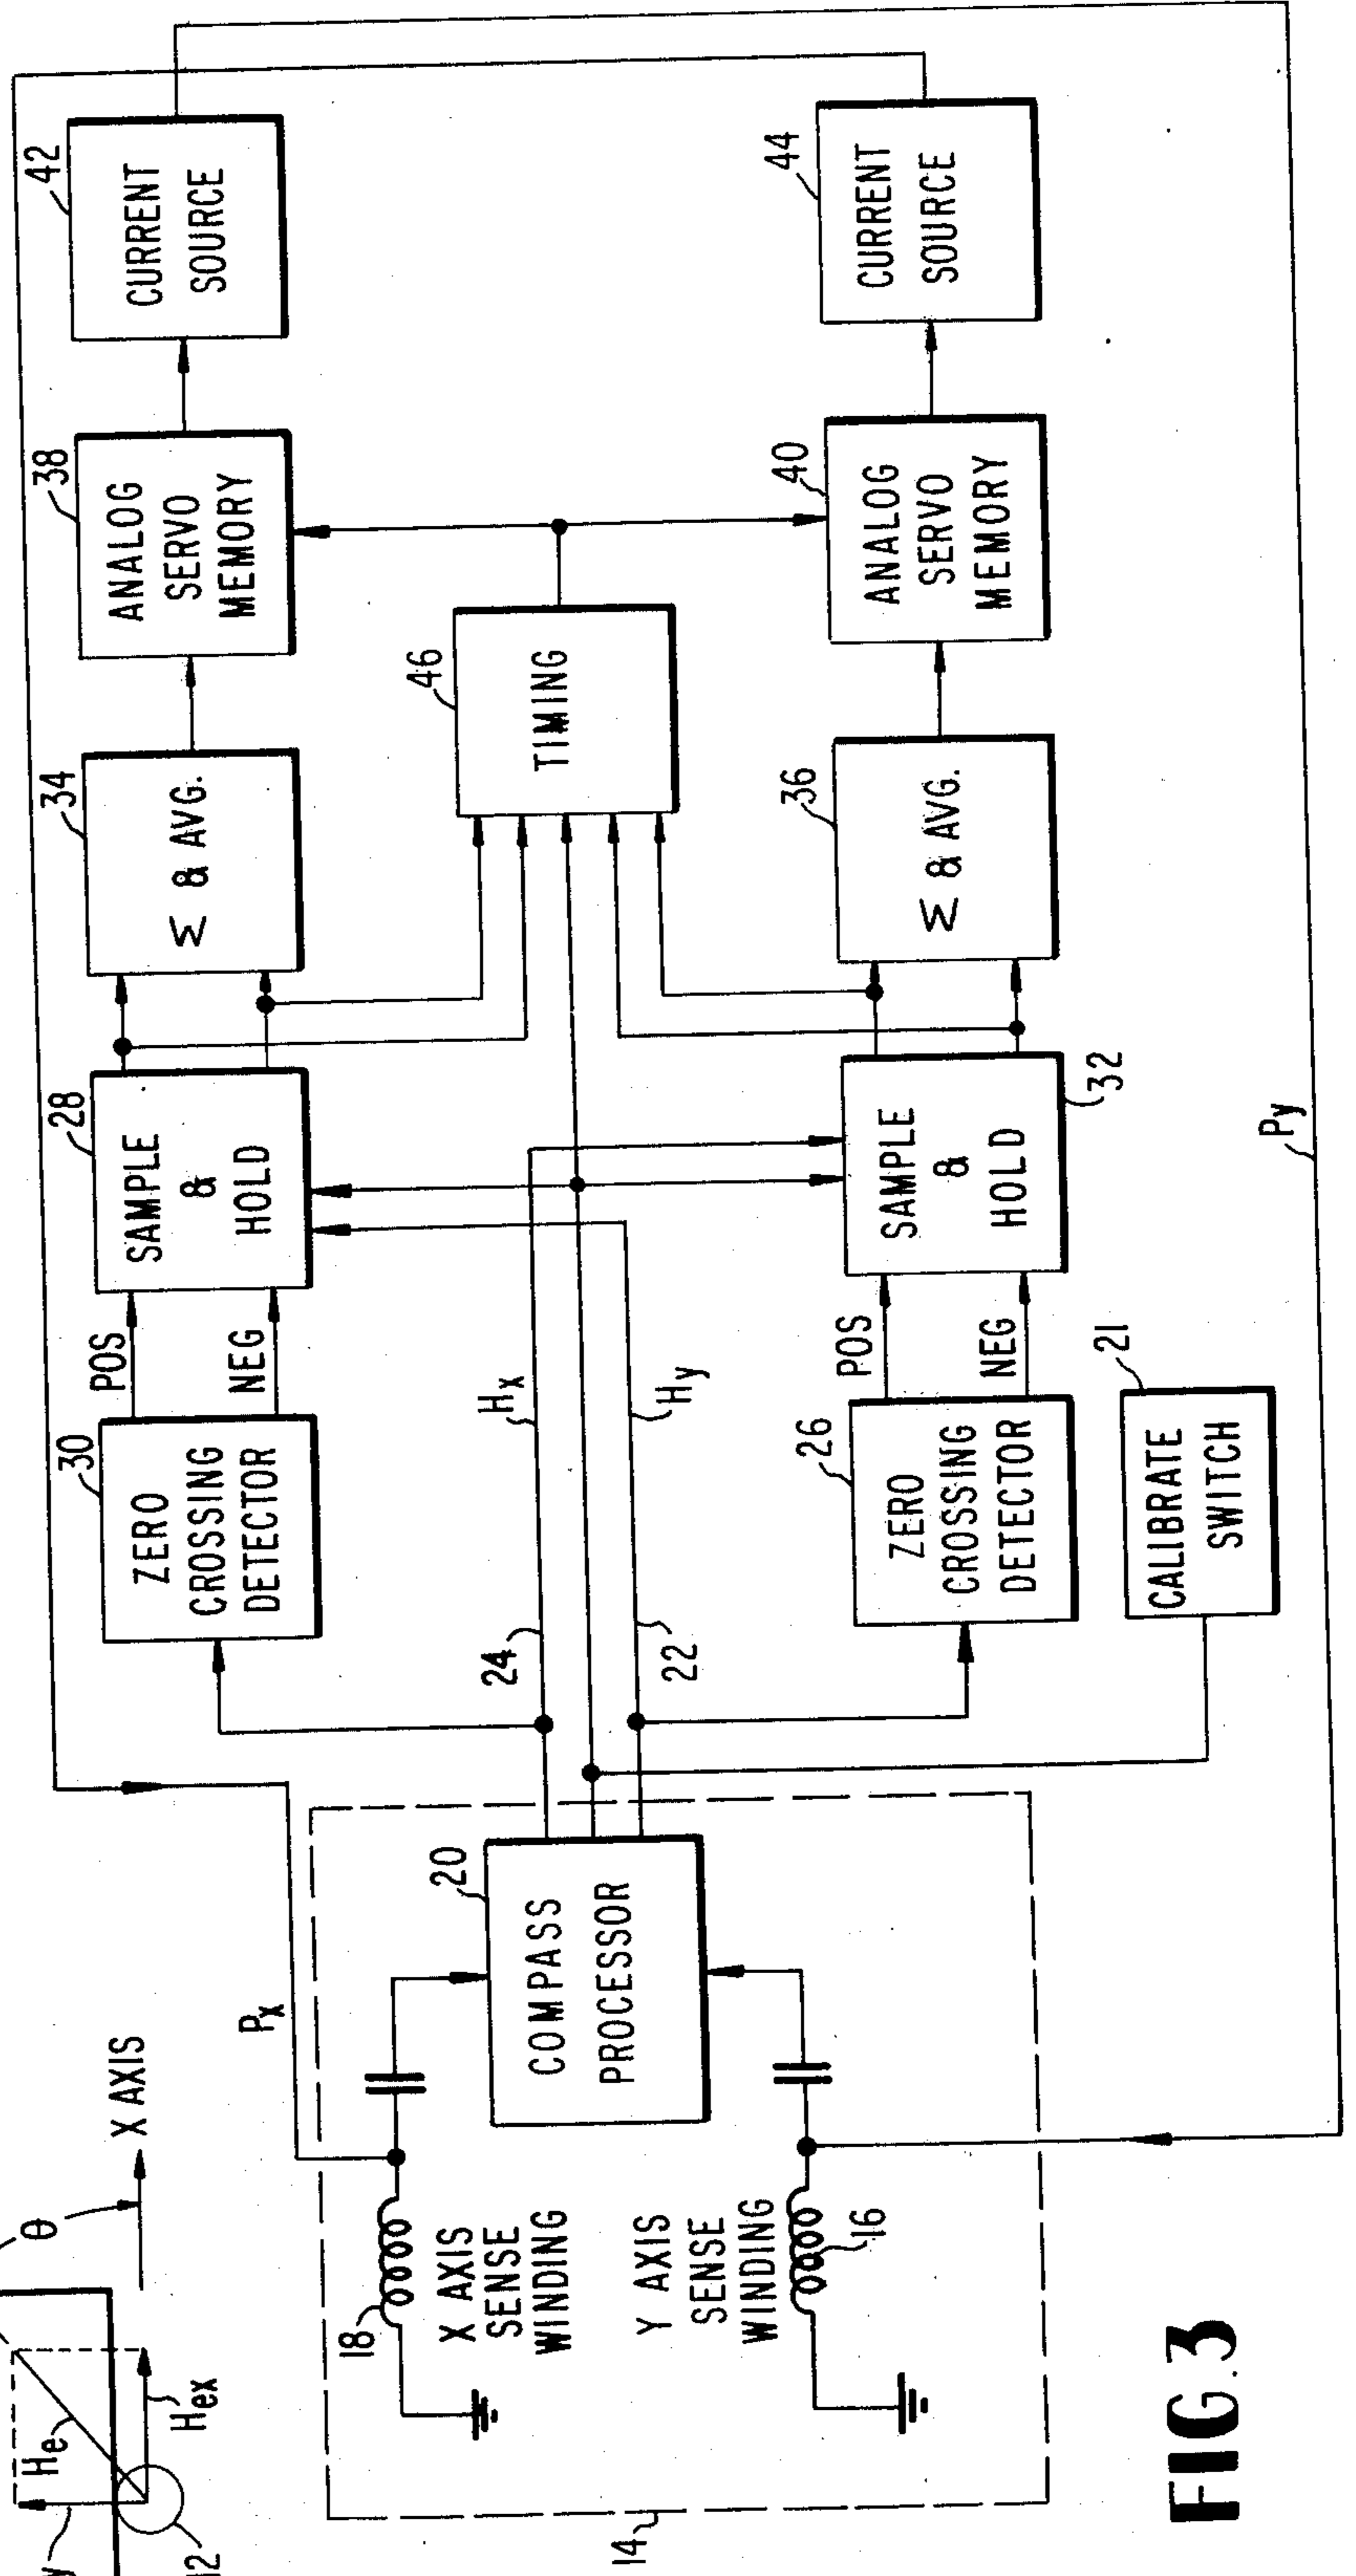 42
CURRENT
SOURCE
38
ANALOG
SERVO
MEMORY
34
Σ & AVG.
28
SAMPLE
&
HOLD
POS
NEG
30
ZERO
CROSSING
DETECTOR
46
TIMING
44
CURRENT
SOURCE
40
ANALOG
SERVO
MEMORY
36
Σ & AVG.
32
SAMPLE
&
HOLD
POS
NEG
26
ZERO
CROSSING
DETECTOR
21
CALIBRATE
SWITCH
Hx
Hy
24
22
Px
Py
20
COMPASS
PROCESSOR
18
X AXIS
SENSE
WINDING
Y AXIS
SENSE
WINDING
16
14
θ
X AXIS
He
Hex
12
FIG.3